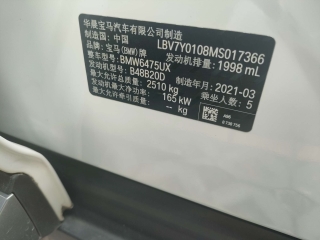 华晨宝马汽车有限公司制造
制造国：中国 LBV7Y0108MS017366
品牌：宝马(BMW)牌 发动机排量：1998 mL
整车型号：BMW6475UX
发动机型号：B48B20D 制造年月：2021-03
最大允许总质量：2510 kg 乘坐人数：5
发动机最大净功率：165 kW
最大允许牵引质量：- kg